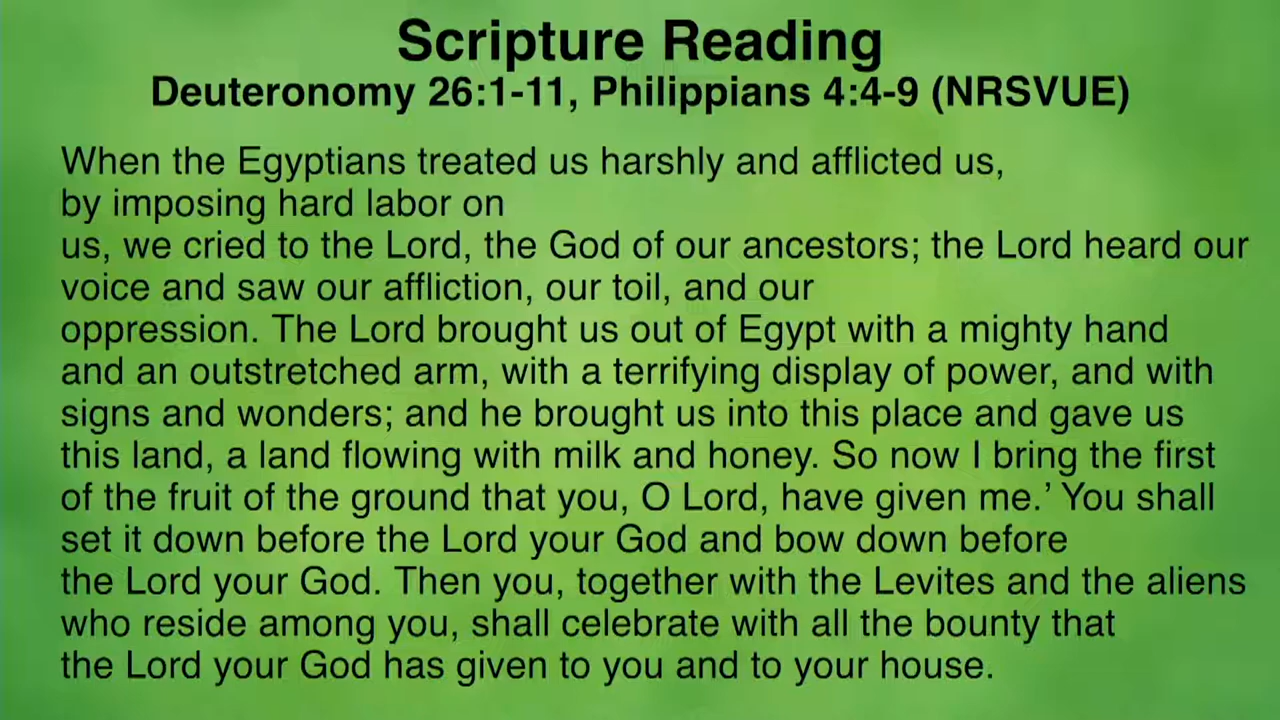 Scripture Reading
Deuteronomy 26:1-11, Philippians 4:4-9 (NRSVUE)
When the Egyptians treated us harshly and afflicted us,
by imposing hard labor on
us, we cried to the Lord, the God of our ancestors; the Lord heard our
voice and saw our affliction, our toil, and our
oppression. The Lord brought us out of Egypt with a mighty hand
and an outstretched arm, with a terrifying display of power, and with
signs and wonders; and he brought us into this place and gave us
this land, a land flowing with milk and honey. So now I bring the first
of the fruit of the ground that you, O Lord, have given me.’ You shall
set it down before the Lord your God and bow down before
the Lord your God. Then you, together with the Levites and the aliens
who reside among you, shall celebrate with all the bounty that
the Lord your God has given to you and to your house.